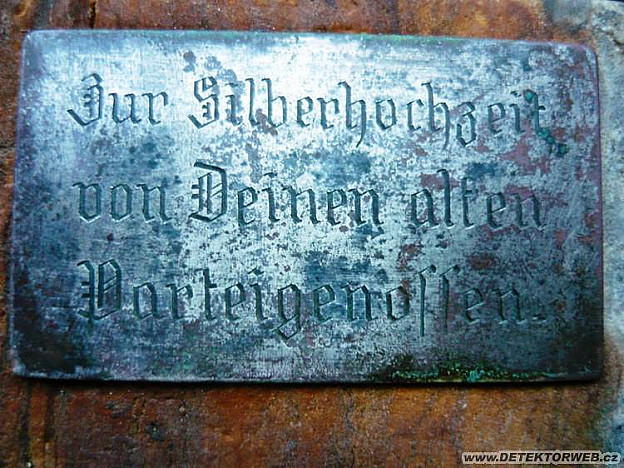 Zur Silberhochzeit
von Deinen alten
Parteigenoſſen.
www.DETEKTORWEB.cz